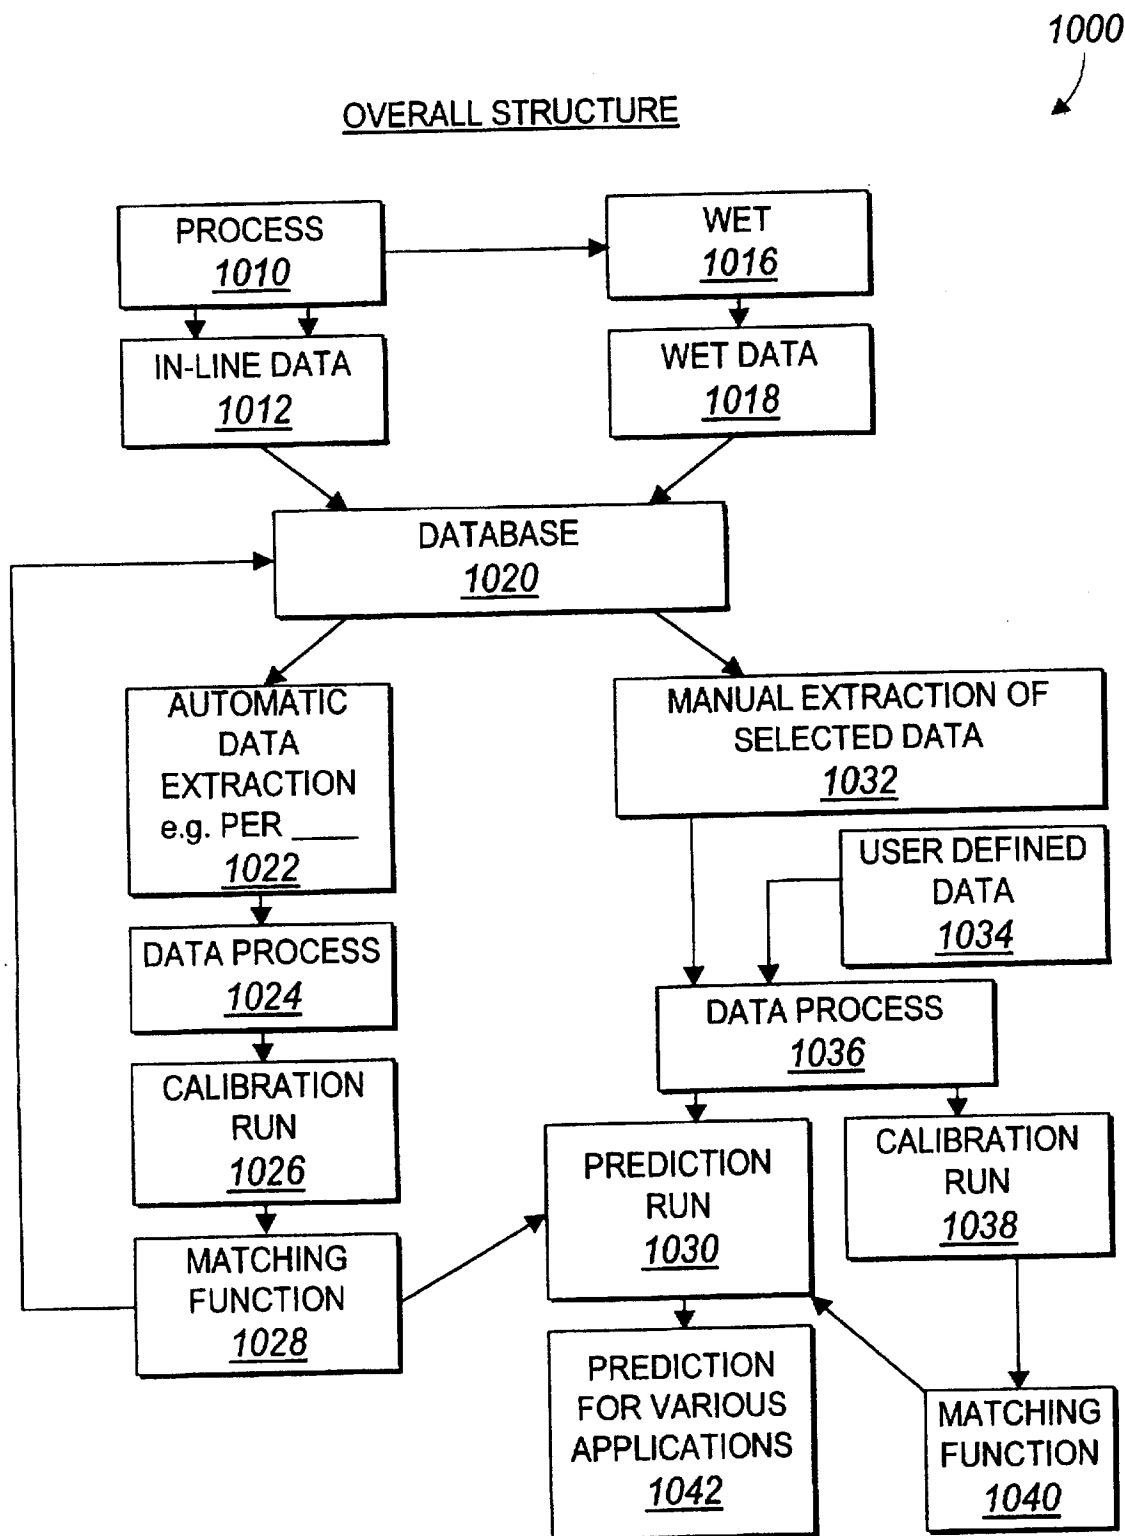 1000
OVERALL STRUCTURE
PROCESS
1010
WET
1016
IN-LINE DATA
1012
WET DATA
1018
DATABASE
1020
AUTOMATIC
DATA
EXTRACTION
e.g. PER ____
1022
MANUAL EXTRACTION OF
SELECTED DATA
1032
USER DEFINED
DATA
1034
DATA PROCESS
1024
DATA PROCESS
1036
CALIBRATION
RUN
1026
PREDICTION
RUN
1030
CALIBRATION
RUN
1038
MATCHING
FUNCTION
1028
PREDICTION
FOR VARIOUS
APPLICATIONS
1042
MATCHING
FUNCTION
1040